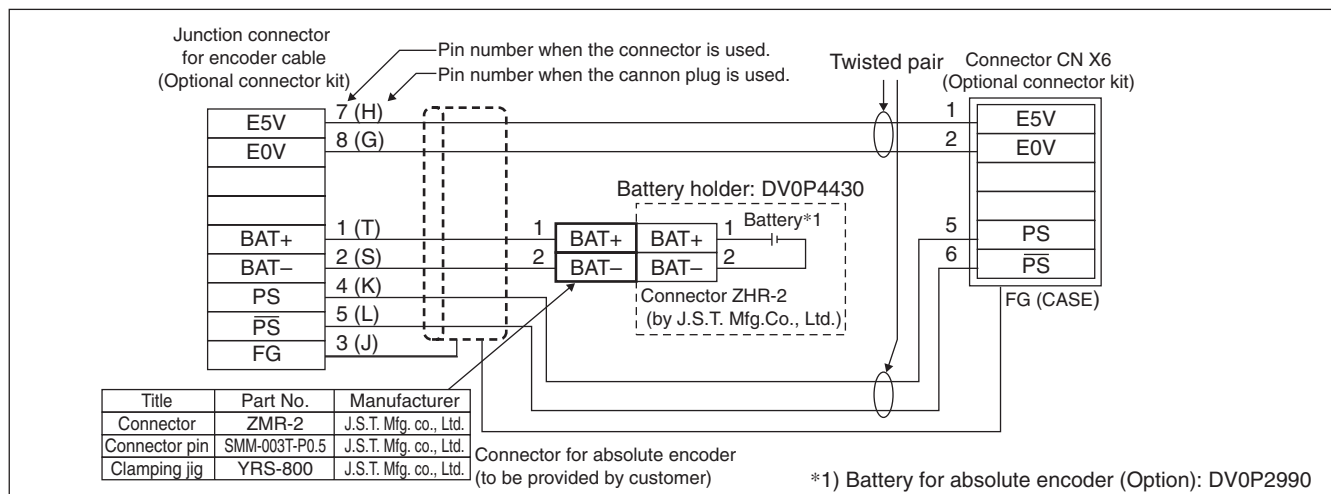 Junction connector
for encoder cable
(Optional connector kit)
Pin number when the connector is used.
Pin number when the cannon plug is used.
Twisted pair
Connector CN X6
(Optional connector kit)
E5V 7 (H)
E0V 8 (G)
BAT+ 1 (T)
BAT– 2 (S)
PS 4 (K)
P̅S̅ 5 (L)
FG 3 (J)
Battery holder: DV0P4430
1 BAT+ BAT+ 1 Battery*1
2 BAT– BAT– 2
Connector ZHR-2
(by J.S.T. Mfg.Co., Ltd.)
1 E5V
2 E0V
5 PS
6 P̅S̅
FG (CASE)
Title Part No. Manufacturer
Connector ZMR-2 J.S.T. Mfg. co., Ltd.
Connector pin SMM-003T-P0.5 J.S.T. Mfg. co., Ltd.
Clamping jig YRS-800 J.S.T. Mfg. co., Ltd.
Connector for absolute encoder
(to be provided by customer)
*1) Battery for absolute encoder (Option): DV0P2990